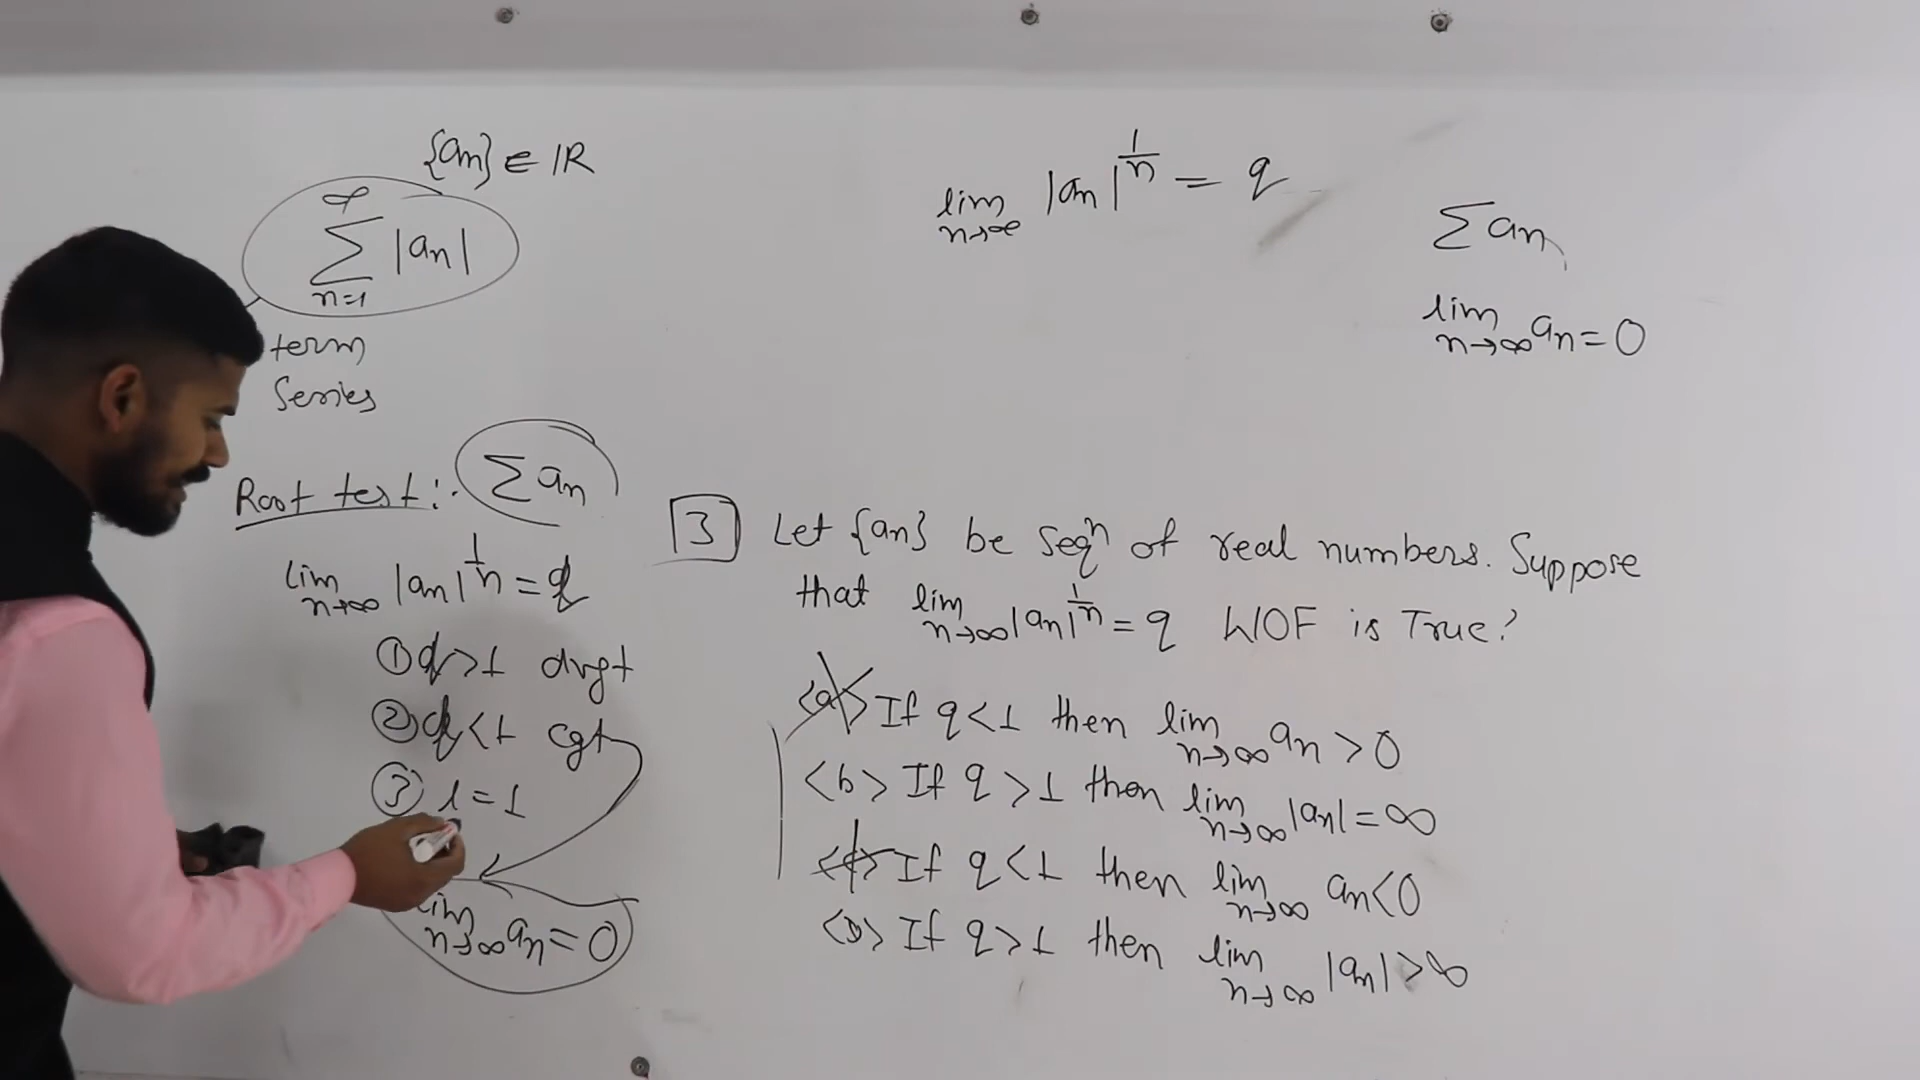 {an} ∈ IR
∞
∑ |an|
n=1
term
Series
Root test:. ∑an
lim |an|^1/n = q
n→∞
① q>1 dvgt
② q<1 cgt
③ l=1
lim an = 0
n→∞
lim |an|^1/n = q
n→∞
∑an
lim an = 0
n→∞
3 Let {an} be seqⁿ of real numbers. Suppose
that lim |an|^1/n = q WOF is True?
n→∞
<a> If q<1 then lim an > 0
n→∞
<b> If q>1 then lim |an| = ∞
n→∞
<c> If q<1 then lim an<0
n→∞
<D> If q>1 then lim |an| > ∞
n→∞